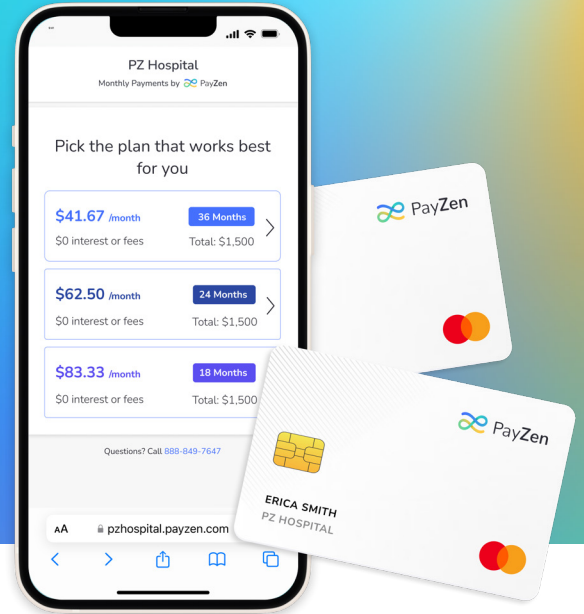 PZ Hospital
Monthly Payments by PayZen
Pick the plan that works best
for you
$41.67 /month
36 Months
$0 interest or fees
Total: $1,500
$62.50 /month
24 Months
$0 interest or fees
Total: $1,500
$83.33 /month
18 Months
$0 interest or fees
Total: $1,500
Questions? Call 888-849-7647
AA
pzhospital.payzen.com
PayZen
PayZen
ERICA SMITH
PZ HOSPITAL